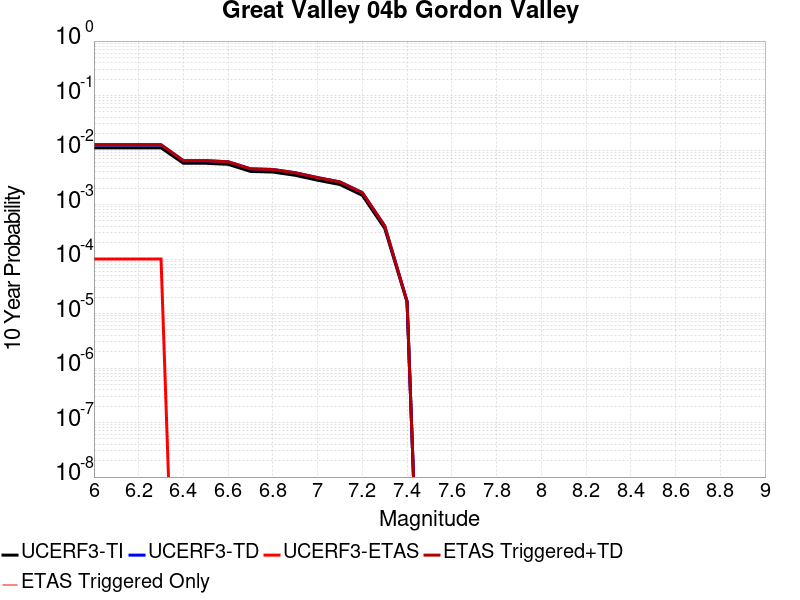 Great Valley 04b Gordon Valley
10 0
10 -1
10 -2
10 -3
10 -4
10 -5
10 -6
10 -7
10 -8
10 Year Probability
6 6.2 6.4 6.6 6.8 7 7.2 7.4 7.6 7.8 8 8.2 8.4 8.6 8.8 9
Magnitude
UCERF3-TI UCERF3-TD UCERF3-ETAS ETAS Triggered+TD
ETAS Triggered Only